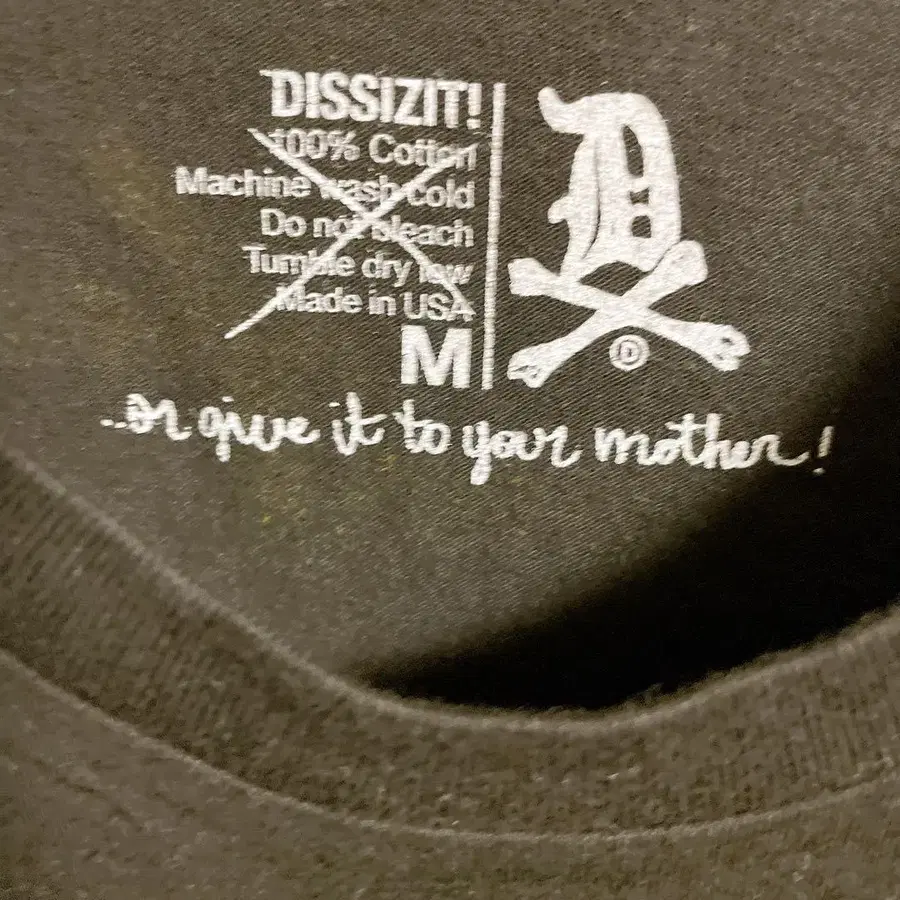 DISSIZIT!
100% Cotton
Machine wash cold
Do not bleach
Tumble dry low
Made in USA
M
D
D
...or give it to your mother!